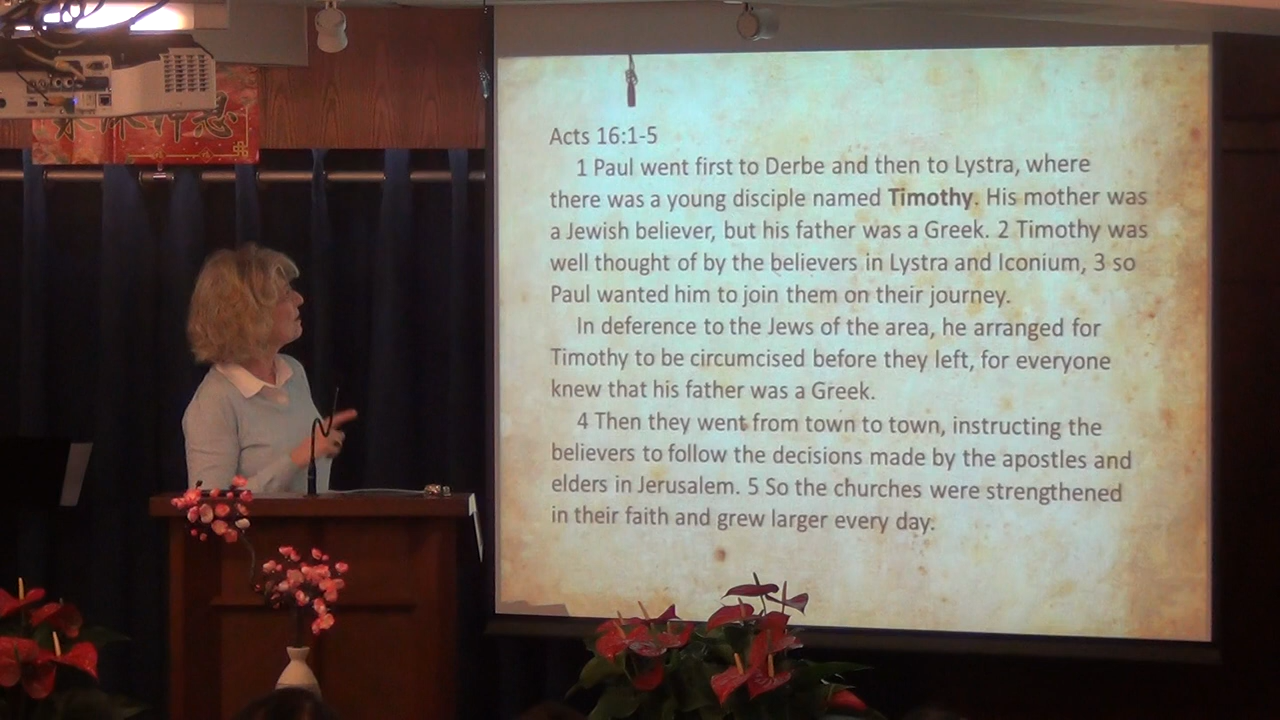 Acts 16:1-5
1 Paul went first to Derbe and then to Lystra, where
there was a young disciple named Timothy. His mother was
a Jewish believer, but his father was a Greek. 2 Timothy was
well thought of by the believers in Lystra and Iconium, 3 so
Paul wanted him to join them on their journey.
In deference to the Jews of the area, he arranged for
Timothy to be circumcised before they left, for everyone
knew that his father was a Greek.
4 Then they went from town to town, instructing the
believers to follow the decisions made by the apostles and
elders in Jerusalem. 5 So the churches were strengthened
in their faith and grew larger every day.